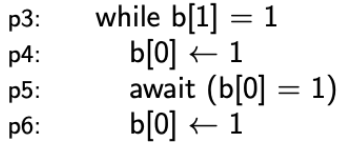 p3: while b[1] = 1
p4: b[0] ← 1
p5: await (b[0] = 1)
p6: b[0] ← 1